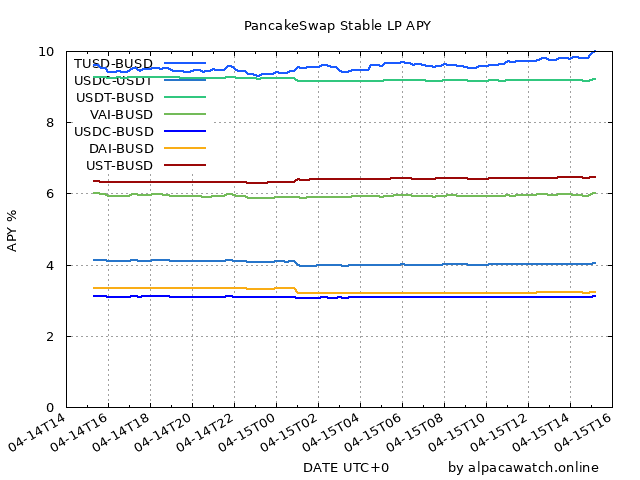 PancakeSwap Stable LP APY
10
8
6
4
2
0
APY %
TUSD-BUSD
USDC-USDT
USDT-BUSD
VAI-BUSD
USDC-BUSD
DAI-BUSD
UST-BUSD
04-14T14
04-14T16
04-14T18
04-14T20
04-14T22
04-15T00
04-15T02
04-15T04
04-15T06
04-15T08
04-15T10
04-15T12
04-15T14
04-15T16
DATE UTC+0
by alpacawatch.online